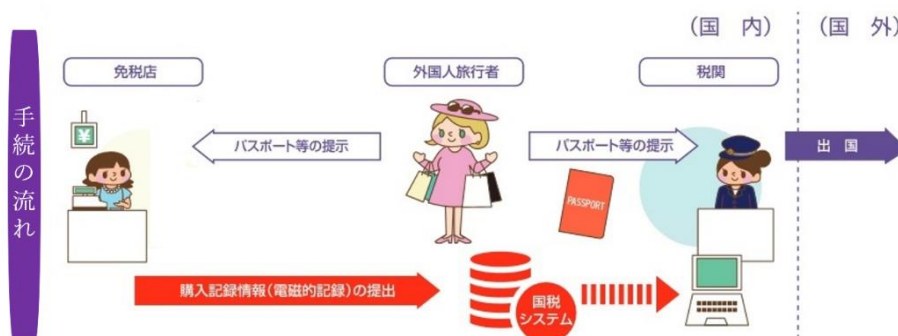 (国 内)
(国 外)
手続の流れ
免税店
外国人旅行者
税関
¥
パスポート等の提示
パスポート等の提示
出 国
PASSPORT
購入記録情報(電磁的記録)の提出
国税
システム